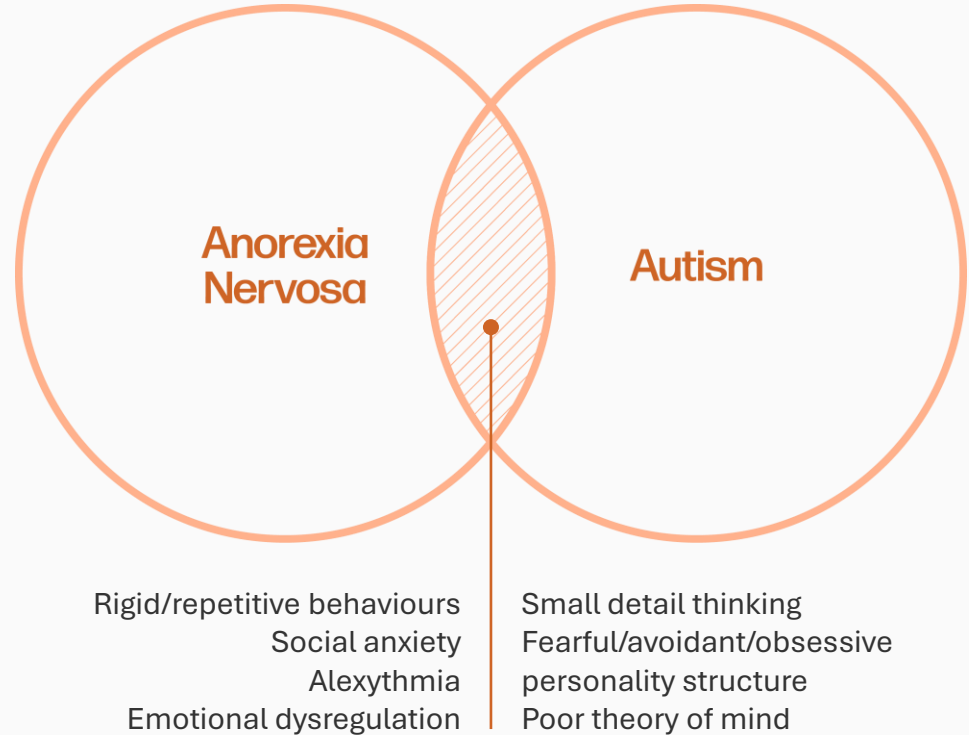 Anorexia
Nervosa
Autism
Rigid/repetitive behaviours
Social anxiety
Alexythmia
Emotional dysregulation
Small detail thinking
Fearful/avoidant/obsessive
personality structure
Poor theory of mind